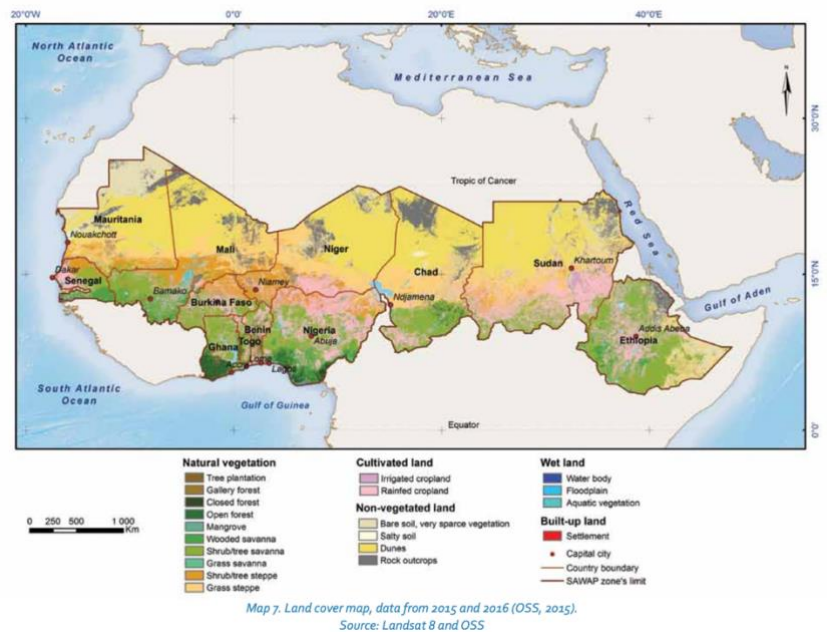 20°0'W 0°0' 20°0'E 40°0'E
North Atlantic
Ocean
Mediterranean Sea
N
30°0'N
Tropic of Cancer
Red Sea
Mauritania
Nouakchott
Mali
Niger
Chad
Sudan
Khartoum
15°0'N
Dakar
Senegal
Bamako
Niamey
Burkina Faso
Ndjamena
Gulf of Aden
Benin
Togo
Ghana
Nigeria
Abuja
Addis Abeba
Ethiopia
Lome
Lagos
South Atlantic
Ocean
Gulf of Guinea
Equator
0°0'
0 250 500 1 000
Km
Natural vegetation
Tree plantation
Gallery forest
Closed forest
Open forest
Mangrove
Wooded savanna
Shrub/tree savanna
Grass savanna
Shrub/tree steppe
Grass steppe
Cultivated land
Irrigated cropland
Rainfed cropland
Non-vegetated land
Bare soil, very sparce vegetation
Salty soil
Dunes
Rock outcrops
Wet land
Water body
Floodplain
Aquatic vegetation
Built-up land
Settlement
Capital city
Country boundary
SAWAP zone's limit
Map 7. Land cover map, data from 2015 and 2016 (OSS, 2015).
Source: Landsat 8 and OSS